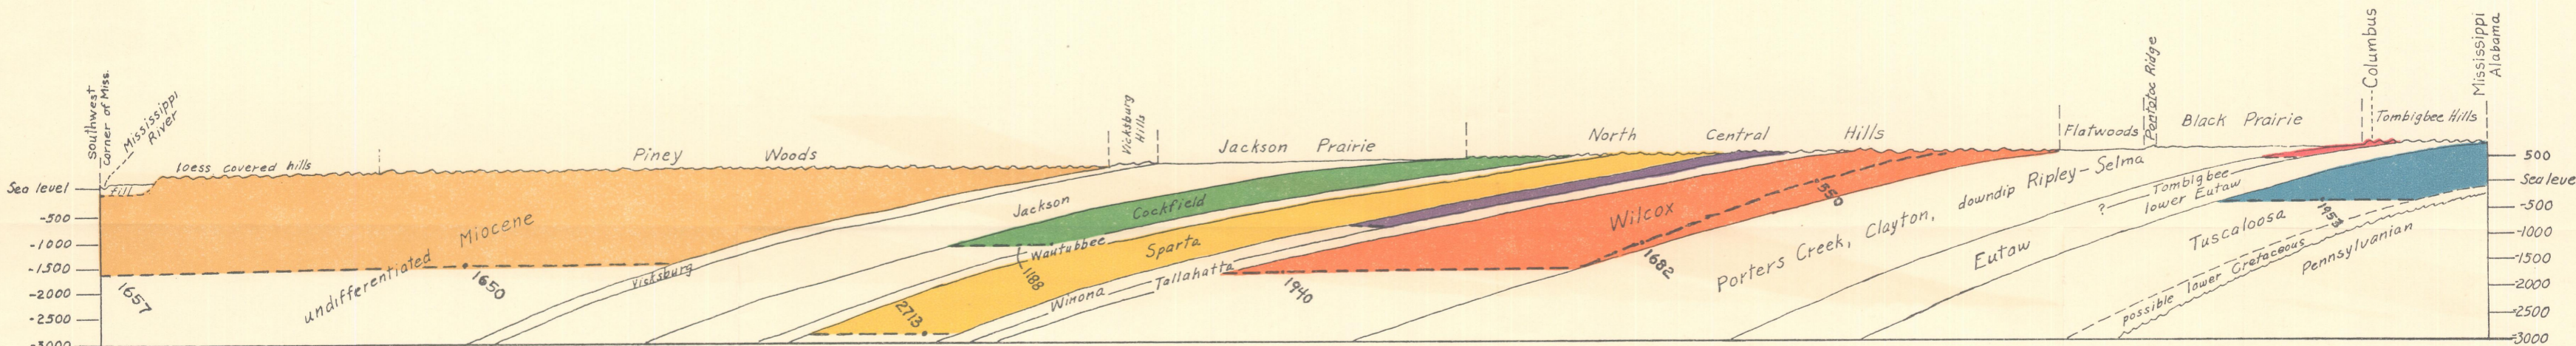 Southwest
Corner of Miss.
Mississippi
River
loess covered hills
Piney Woods
Vicksburg
Hills
Jackson Prairie
North Central Hills
Flatwoods
Pontotoc Ridge
Black Prairie
Columbus
Tombigbee Hills
Mississippi
Alabama
Sea level
-500
-1000
-1500
-2000
-2500
-3000
fill
undifferentiated Miocene
1657
1650
Vicksburg
Jackson
Cockfield
Wautubbee
1188
Sparta
2713
Winona
Tallahatta
1940
Wilcox
550
1682
Porters Creek, Clayton, downdip Ripley-Selma
?
Tombigbee
lower Eutaw
Eutaw
Tuscaloosa
1953
possible lower Cretaceous
Pennsylvanian
500
Sea leve
-500
-1000
-1500
-2000
-2500
-3000